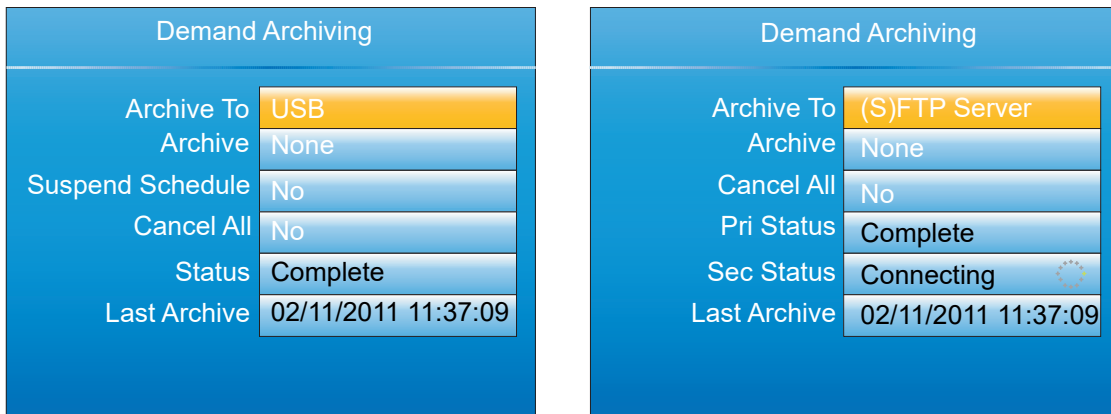 Demand Archiving
Archive To USB
Archive None
Suspend Schedule No
Cancel All No
Status Complete
Last Archive 02/11/2011 11:37:09
Demand Archiving
Archive To (S)FTP Server
Archive None
Cancel All No
Pri Status Complete
Sec Status Connecting
Last Archive 02/11/2011 11:37:09